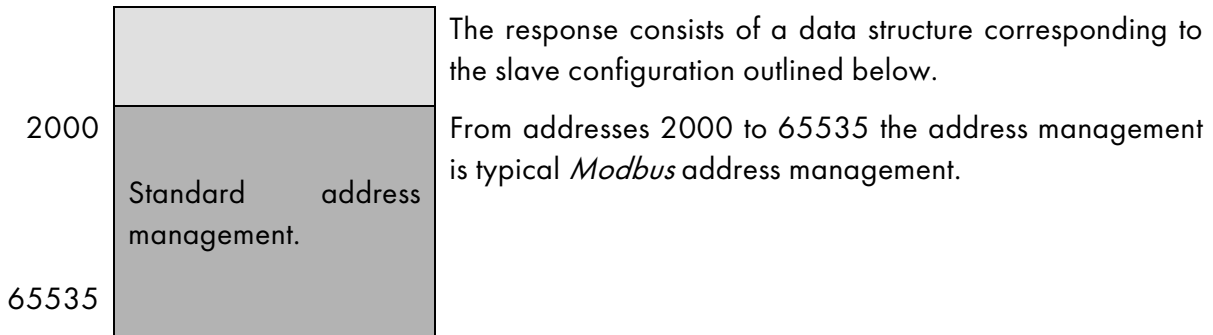 The response consists of a data structure corresponding to
the slave configuration outlined below.
2000
From addresses 2000 to 65535 the address management
is typical Modbus address management.
Standard address
management.
65535